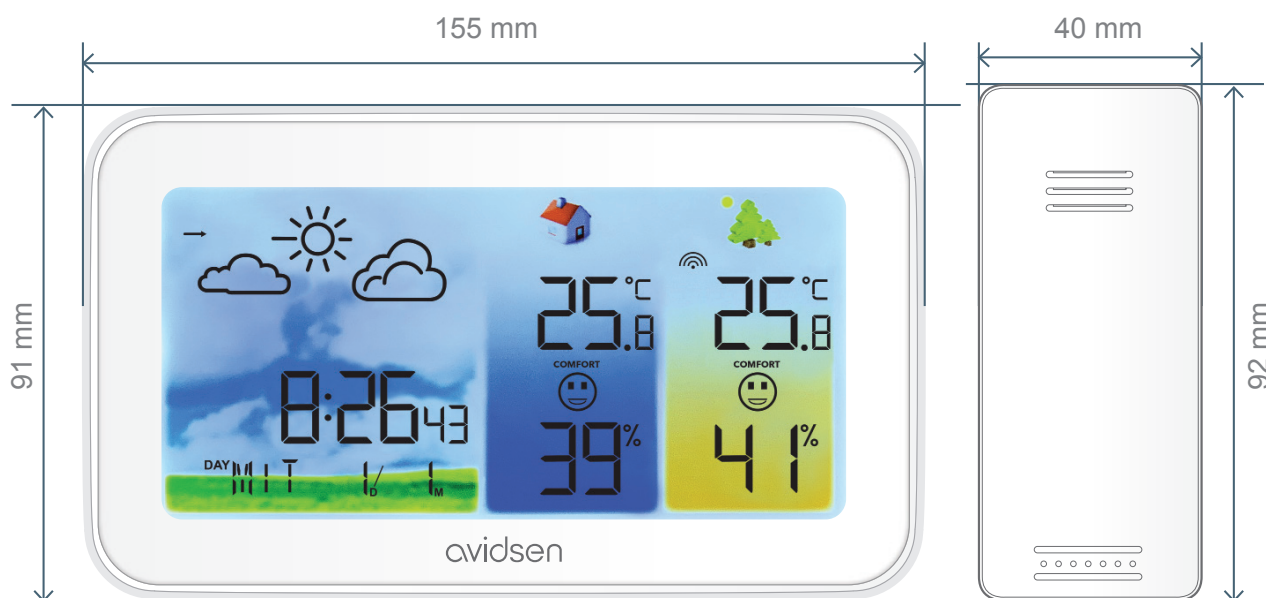 155 mm
40 mm
91 mm
92 mm
25.8 °C
25.8 °C
COMFORT
COMFORT
8:26 43
39%
41%
DAY MIT 1/D 1M
avidsen